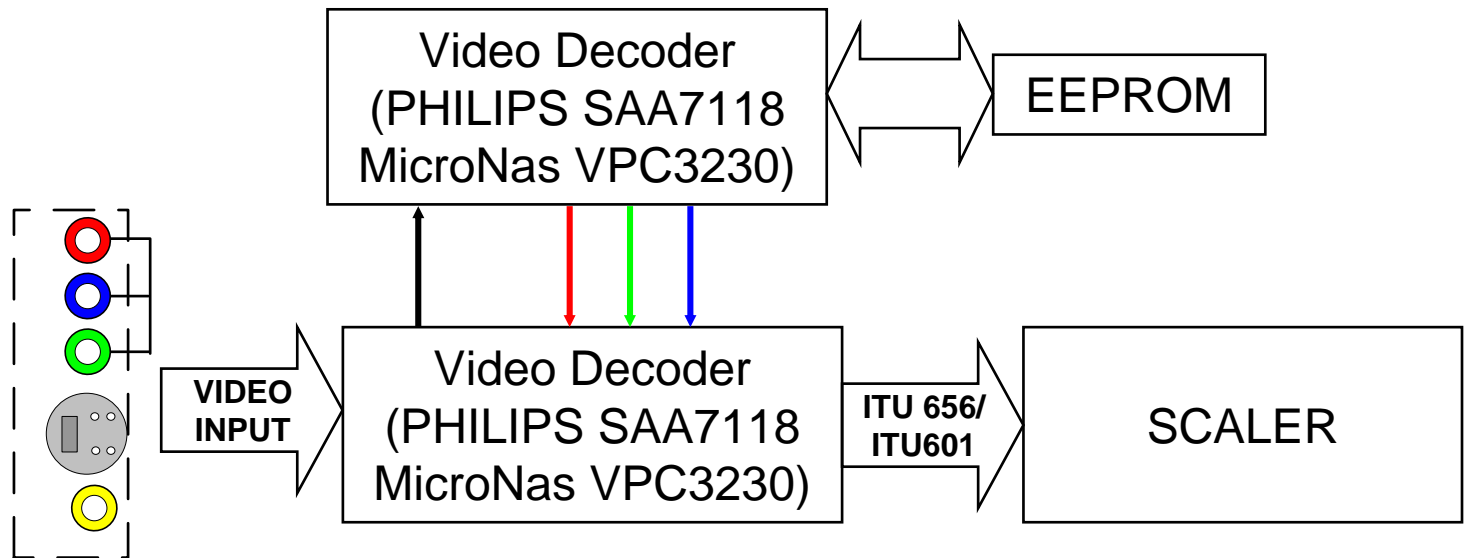 Video Decoder
(PHILIPS SAA7118
MicroNas VPC3230)
EEPROM
VIDEO
INPUT
Video Decoder
(PHILIPS SAA7118
MicroNas VPC3230)
ITU 656/
ITU601
SCALER